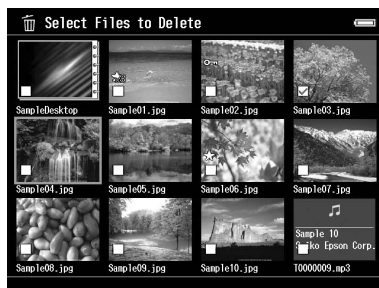 Select Files to Delete
SampleDesktop Sample01.jpg Sample02.jpg Sample03.jpg
Sample04.jpg Sample05.jpg Sample06.jpg Sample07.jpg
Sample 10
Seiko Epson Corp.
Sample08.jpg Sample09.jpg Sample10.jpg T0000009.mp3